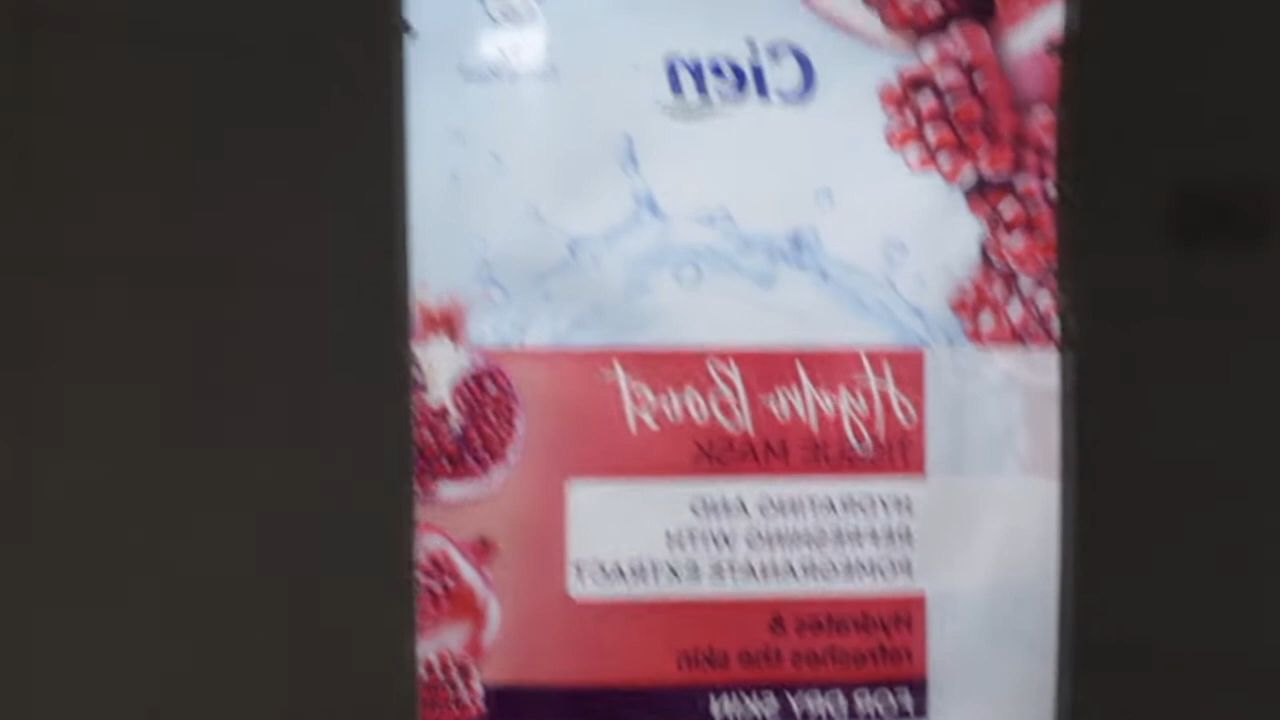 Cien
Hydro Boost
TISSUE MASK
HYDRATING AND
REFRESHING WITH
POMEGRANATE EXTRACT
Hydrates &
refreshes the skin
FOR DRY SKIN